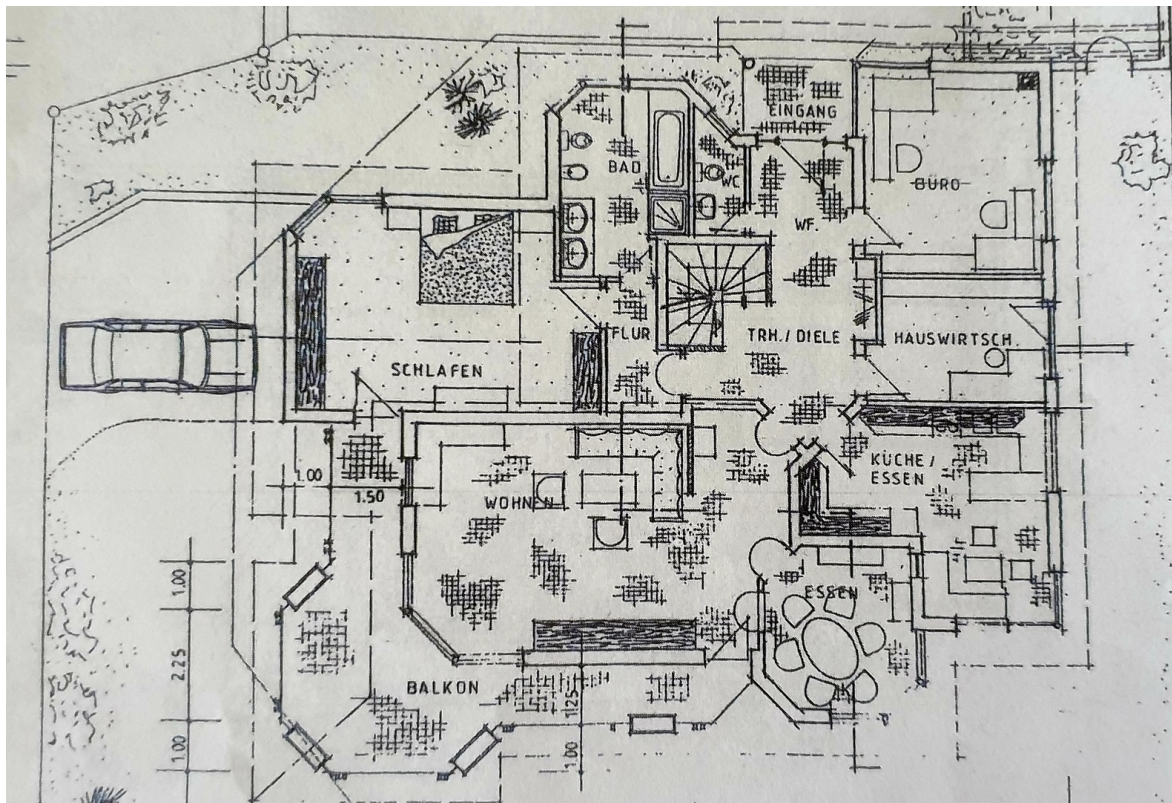 EINGANG
BAD
WC
BÜRO
WF.
FLUR
TRH./ DIELE
HAUSWIRTSCH.
SCHLAFEN
KÜCHE /
ESSEN
1.00
1.50
WOHNEN
1.00
ESSEN
2.25
BALKON
1.25
1.00
1.00